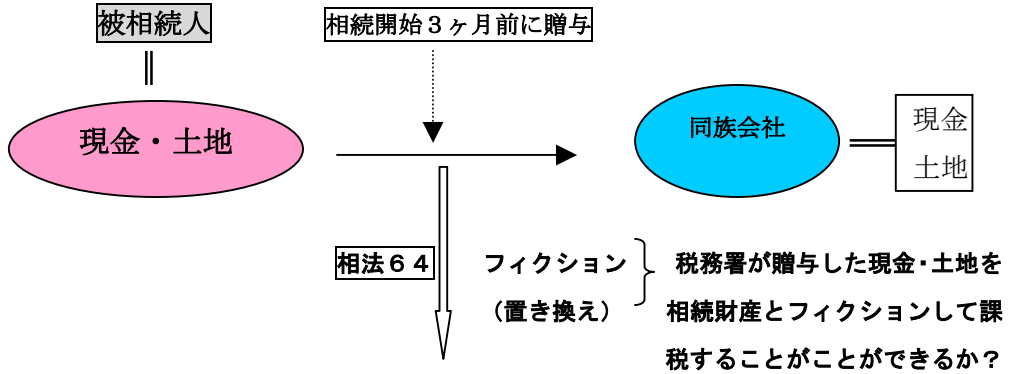 被相続人
相続開始３ヶ月前に贈与
現金・土地
同族会社
現金
土地
相法６４
フィクション
（置き換え）
税務署が贈与した現金・土地を
相続財産とフィクションして課
税することがことができるか？